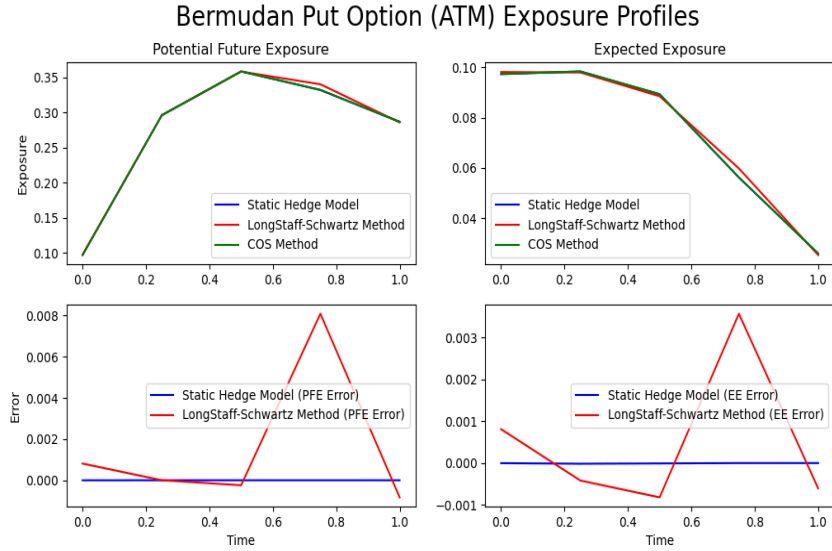 Bermudan Put Option (ATM) Exposure Profiles
Potential Future Exposure
Exposure
0.35
0.30
0.25
0.20
0.15
0.10
Static Hedge Model
LongStaff-Schwartz Method
COS Method
0.0 0.2 0.4 0.6 0.8 1.0
Expected Exposure
0.10
0.08
0.06
0.04
Static Hedge Model
LongStaff-Schwartz Method
COS Method
0.0 0.2 0.4 0.6 0.8 1.0
Error
0.008
0.006
0.004
0.002
0.000
Static Hedge Model (PFE Error)
LongStaff-Schwartz Method (PFE Error)
0.0 0.2 0.4 0.6 0.8 1.0
Time
0.003
0.002
0.001
0.000
−0.001
Static Hedge Model (EE Error)
LongStaff-Schwartz Method (EE Error)
0.0 0.2 0.4 0.6 0.8 1.0
Time